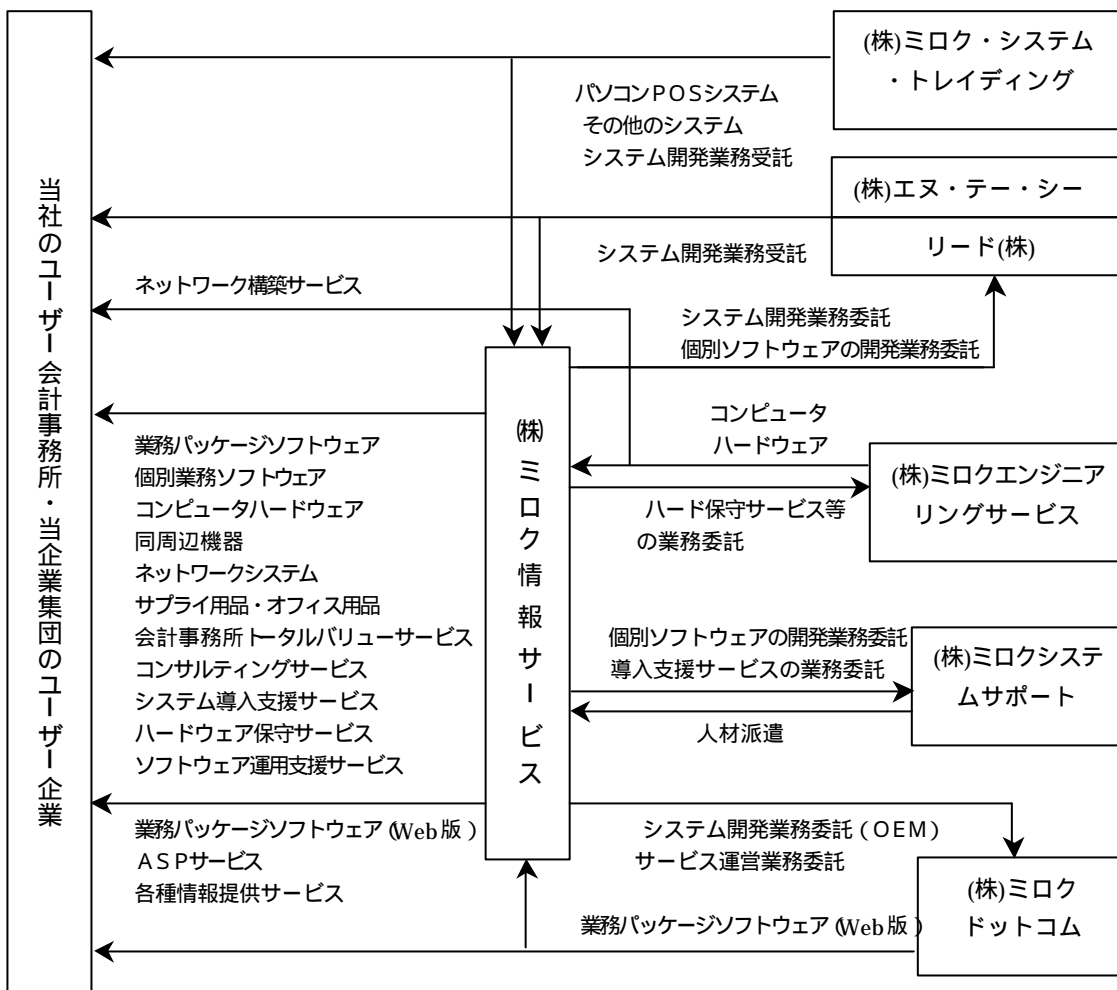 (株)ミロク・システム
・トレイディング
パソコンＰＯＳシステム
その他のシステム
システム開発業務受託
(株)エヌ・テー・シー
リード(株)
システム開発業務受託
ネットワーク構築サービス
システム開発業務委託
個別ソフトウェアの開発業務委託
当社のユーザー会計事務所・当企業集団のユーザー企業
㈱ミロク情報サービス
コンピュータ
ハードウェア
(株)ミロクエンジニア
リングサービス
ハード保守サービス等
の業務委託
業務パッケージソフトウェア
個別業務ソフトウェア
コンピュータハードウェア
同周辺機器
ネットワークシステム
サプライ用品・オフィス用品
会計事務所トータルバリューサービス
コンサルティングサービス
システム導入支援サービス
ハードウェア保守サービス
ソフトウェア運用支援サービス
個別ソフトウェアの開発業務委託
導入支援サービスの業務委託
(株)ミロクシステ
ムサポート
人材派遣
業務パッケージソフトウェア(Web版)
ＡＳＰサービス
各種情報提供サービス
システム開発業務委託(OEM)
サービス運営業務委託
(株)ミロク
ドットコム
業務パッケージソフトウェア(Web版)